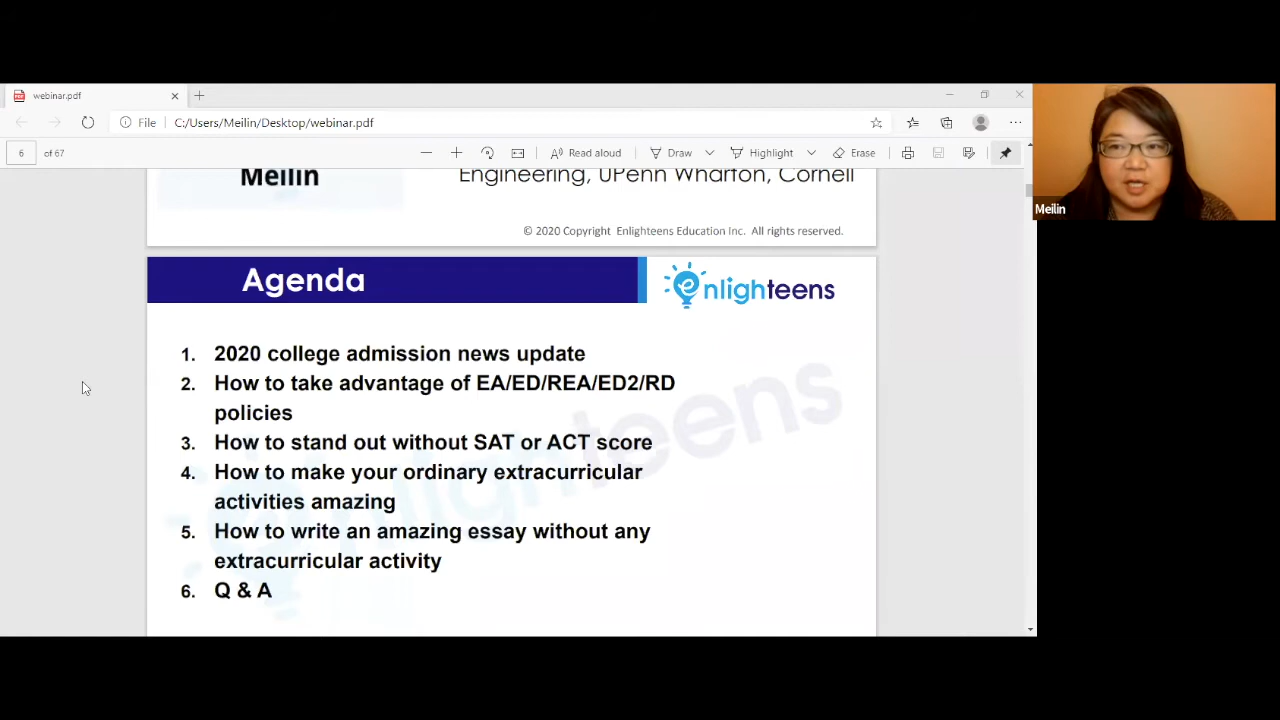 webinar.pdf
File C:/Users/Meilin/Desktop/webinar.pdf
6 of 67 Read aloud Draw Highlight Erase
Meilin Engineering, UPenn Wharton, Cornell
© 2020 Copyright Enlighteens Education Inc. All rights reserved.
Agenda
enlighteens
1. 2020 college admission news update
2. How to take advantage of EA/ED/REA/ED2/RD
policies
3. How to stand out without SAT or ACT score
4. How to make your ordinary extracurricular
activities amazing
5. How to write an amazing essay without any
extracurricular activity
6. Q & A
enlighteens
Meilin